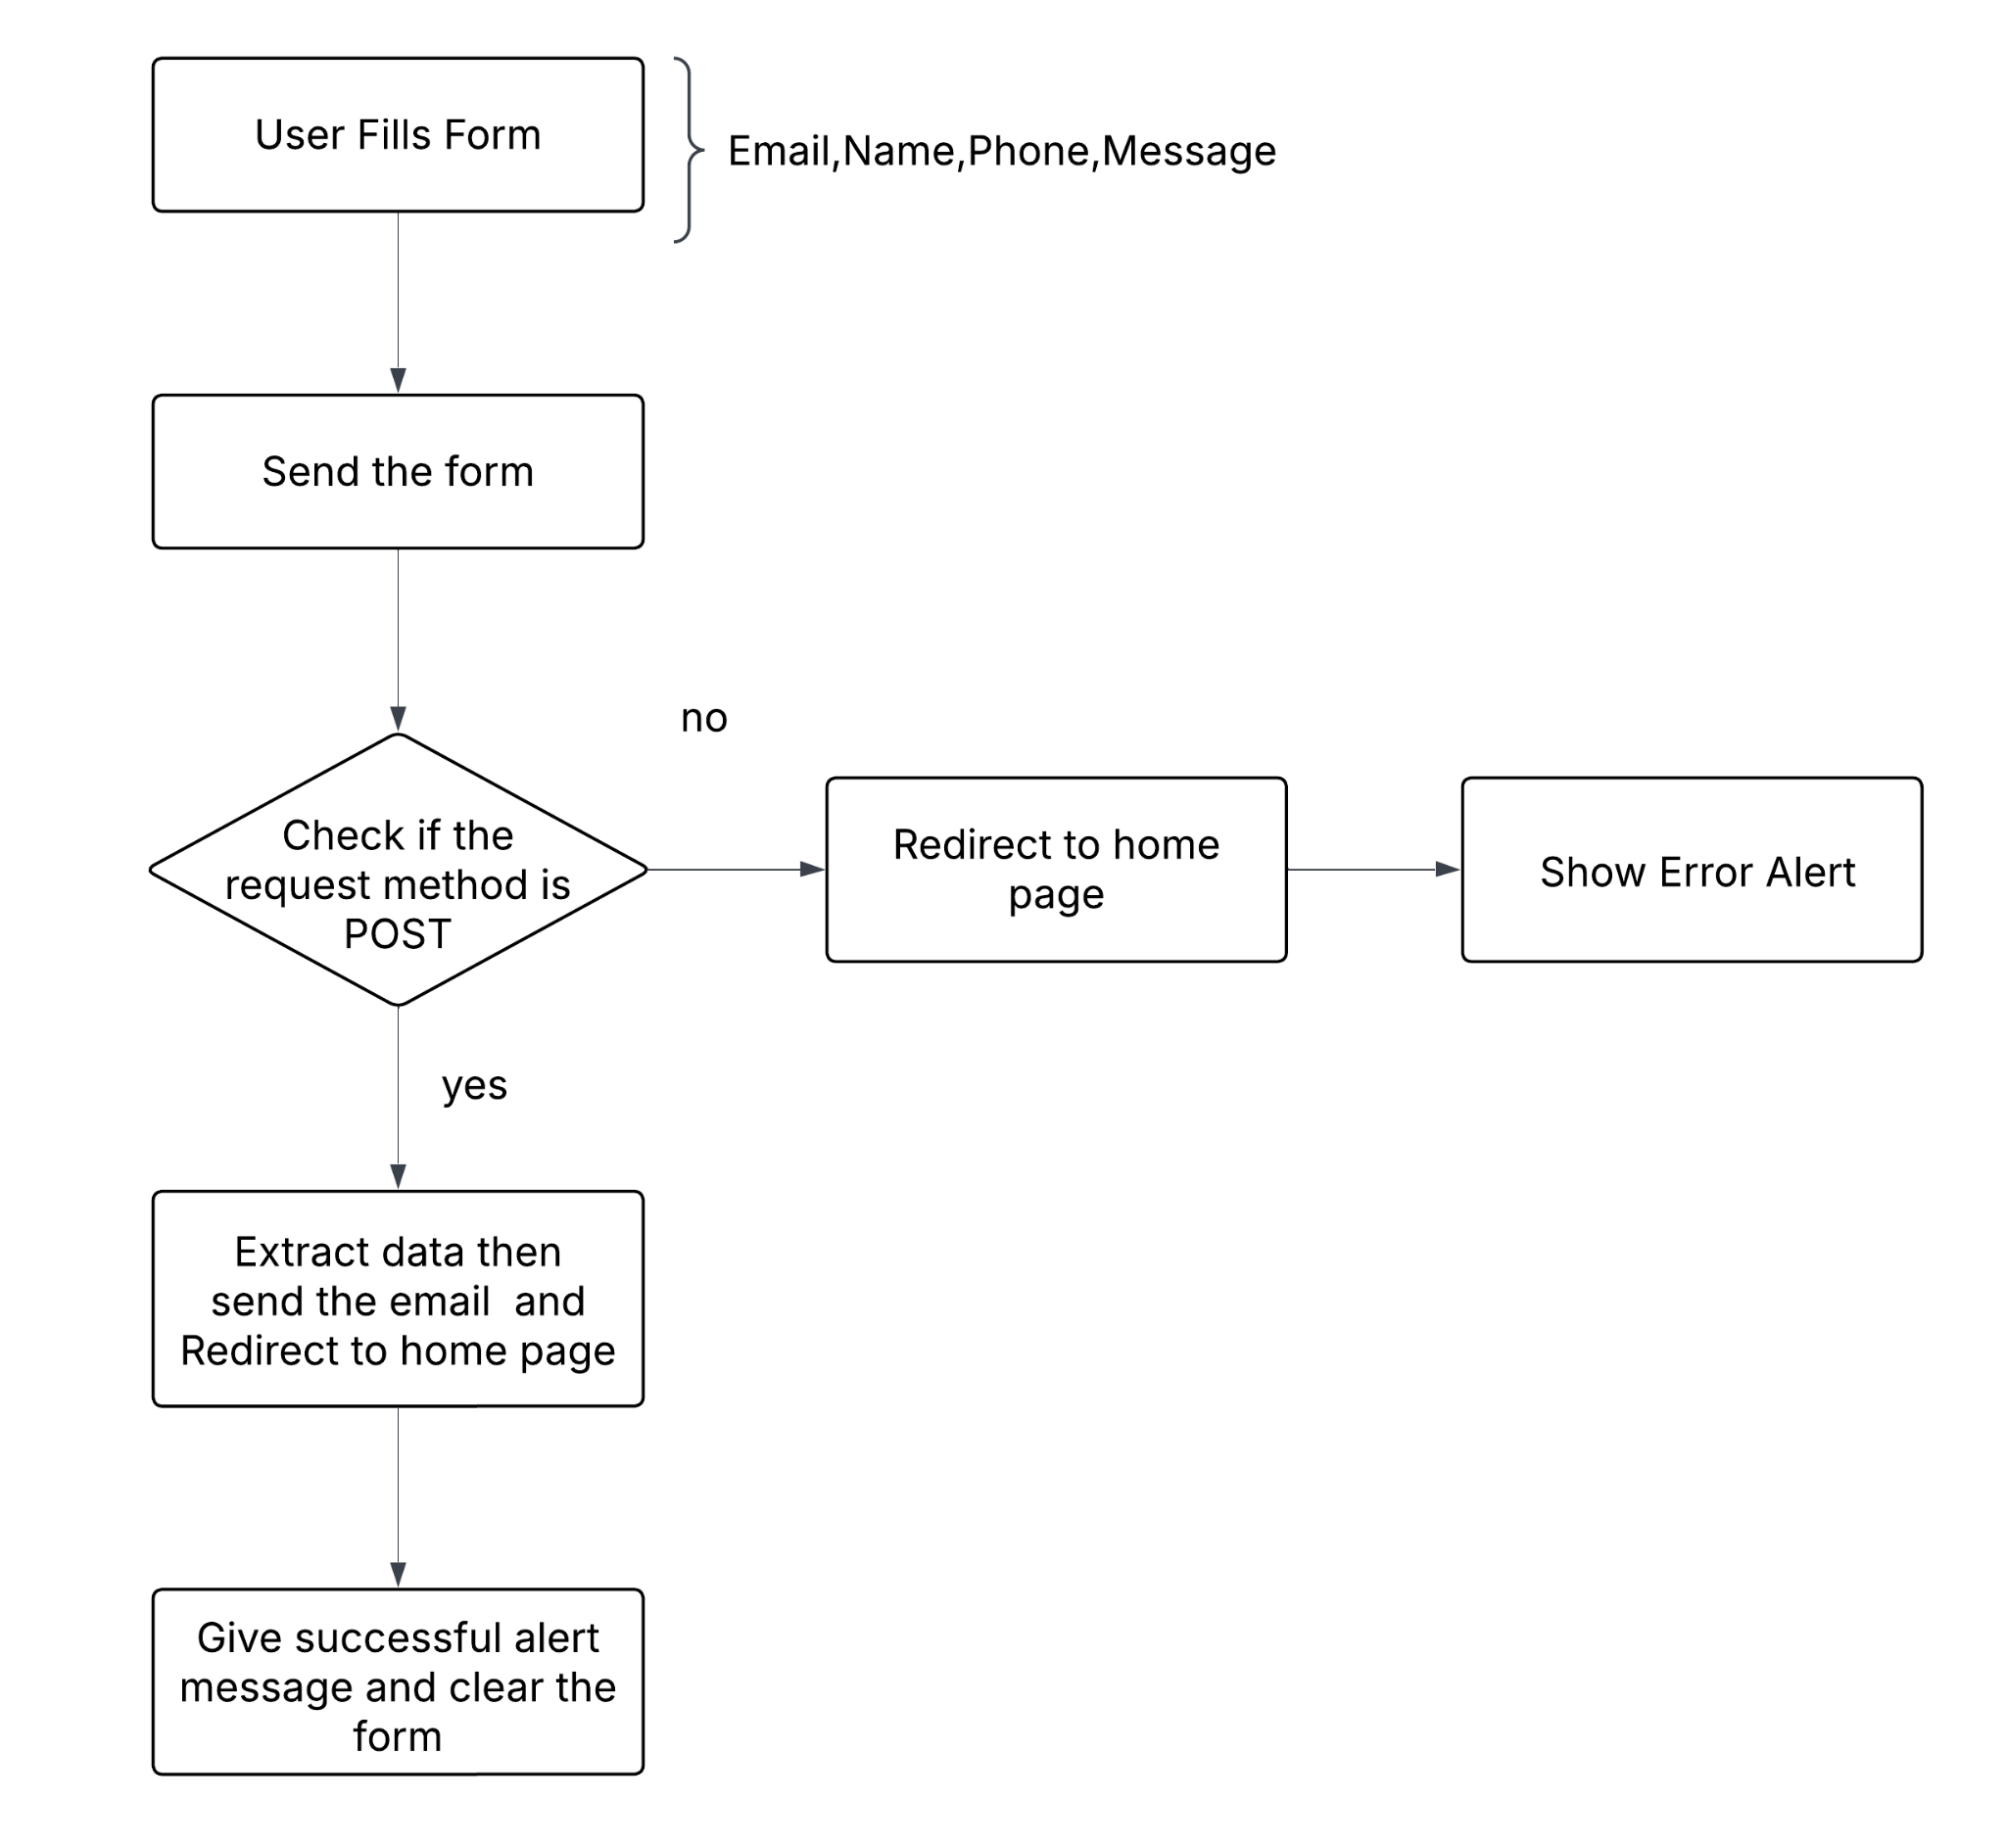 User Fills Form
Email,Name,Phone,Message
Send the form
no
Check if the
request method is
POST
Redirect to home
page
Show Error Alert
yes
Extract data then
send the email  and
Redirect to home page
Give successful alert
message and clear the
form